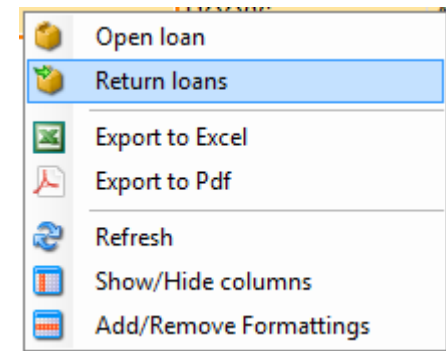 Open loan
Return loans
Export to Excel
Export to Pdf
Refresh
Show/Hide columns
Add/Remove Formattings